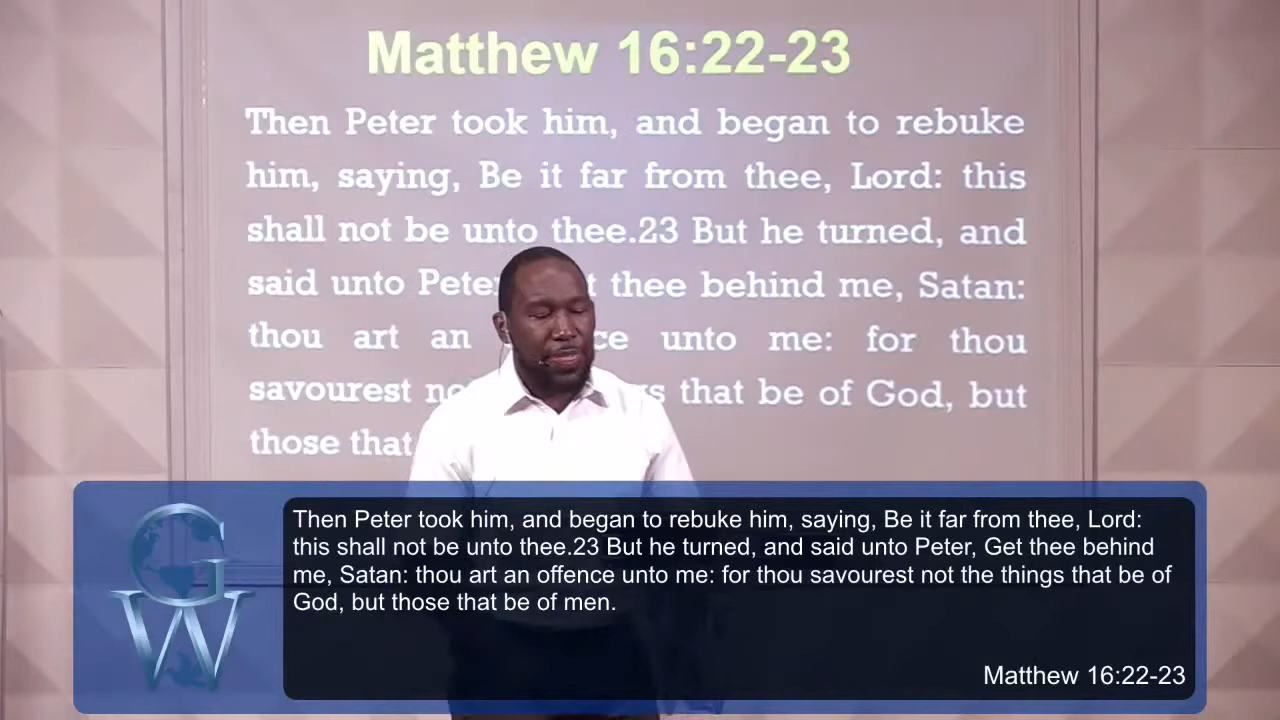 Matthew 16:22-23
Then Peter took him, and began to rebuke
him, saying, Be it far from thee, Lord: this
shall not be unto thee.23 But he turned, and
said unto Peter t thee behind me, Satan:
thou art an ce unto me: for thou
savourest no s that be of God, but
those that
Then Peter took him, and began to rebuke him, saying, Be it far from thee, Lord:
this shall not be unto thee.23 But he turned, and said unto Peter, Get thee behind
me, Satan: thou art an offence unto me: for thou savourest not the things that be of
God, but those that be of men.
Matthew 16:22-23
GW